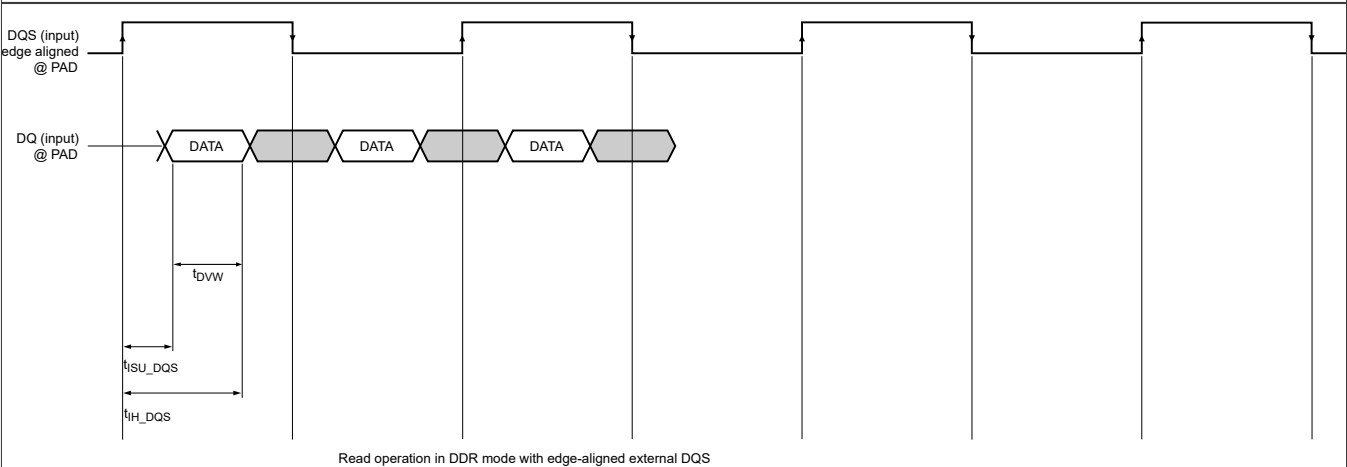 DQS (input)
edge aligned
@ PAD
DQ (input)
@ PAD
DATA
DATA
DATA
tDVW
tISU_DQS
tIH_DQS
Read operation in DDR mode with edge-aligned external DQS